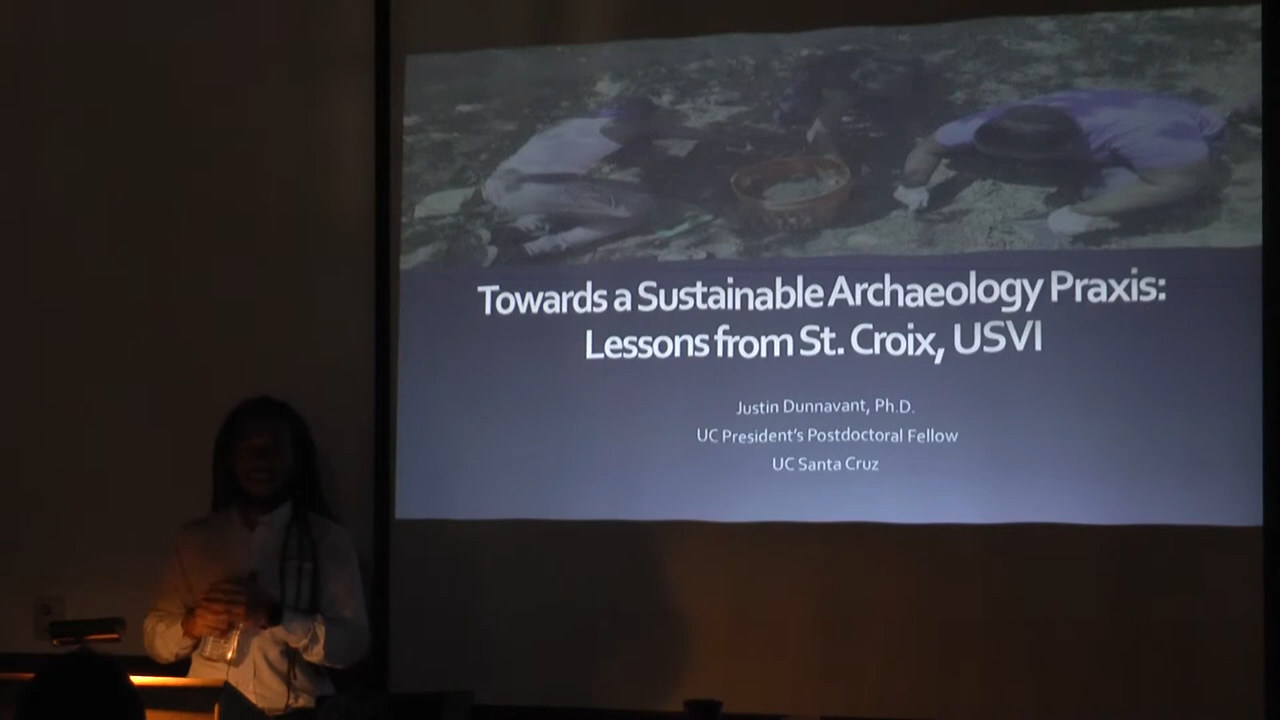 Towards a Sustainable Archaeology Praxis:
Lessons from St. Croix, USVI
Justin Dunnavant, Ph.D.
UC President's Postdoctoral Fellow
UC Santa Cruz